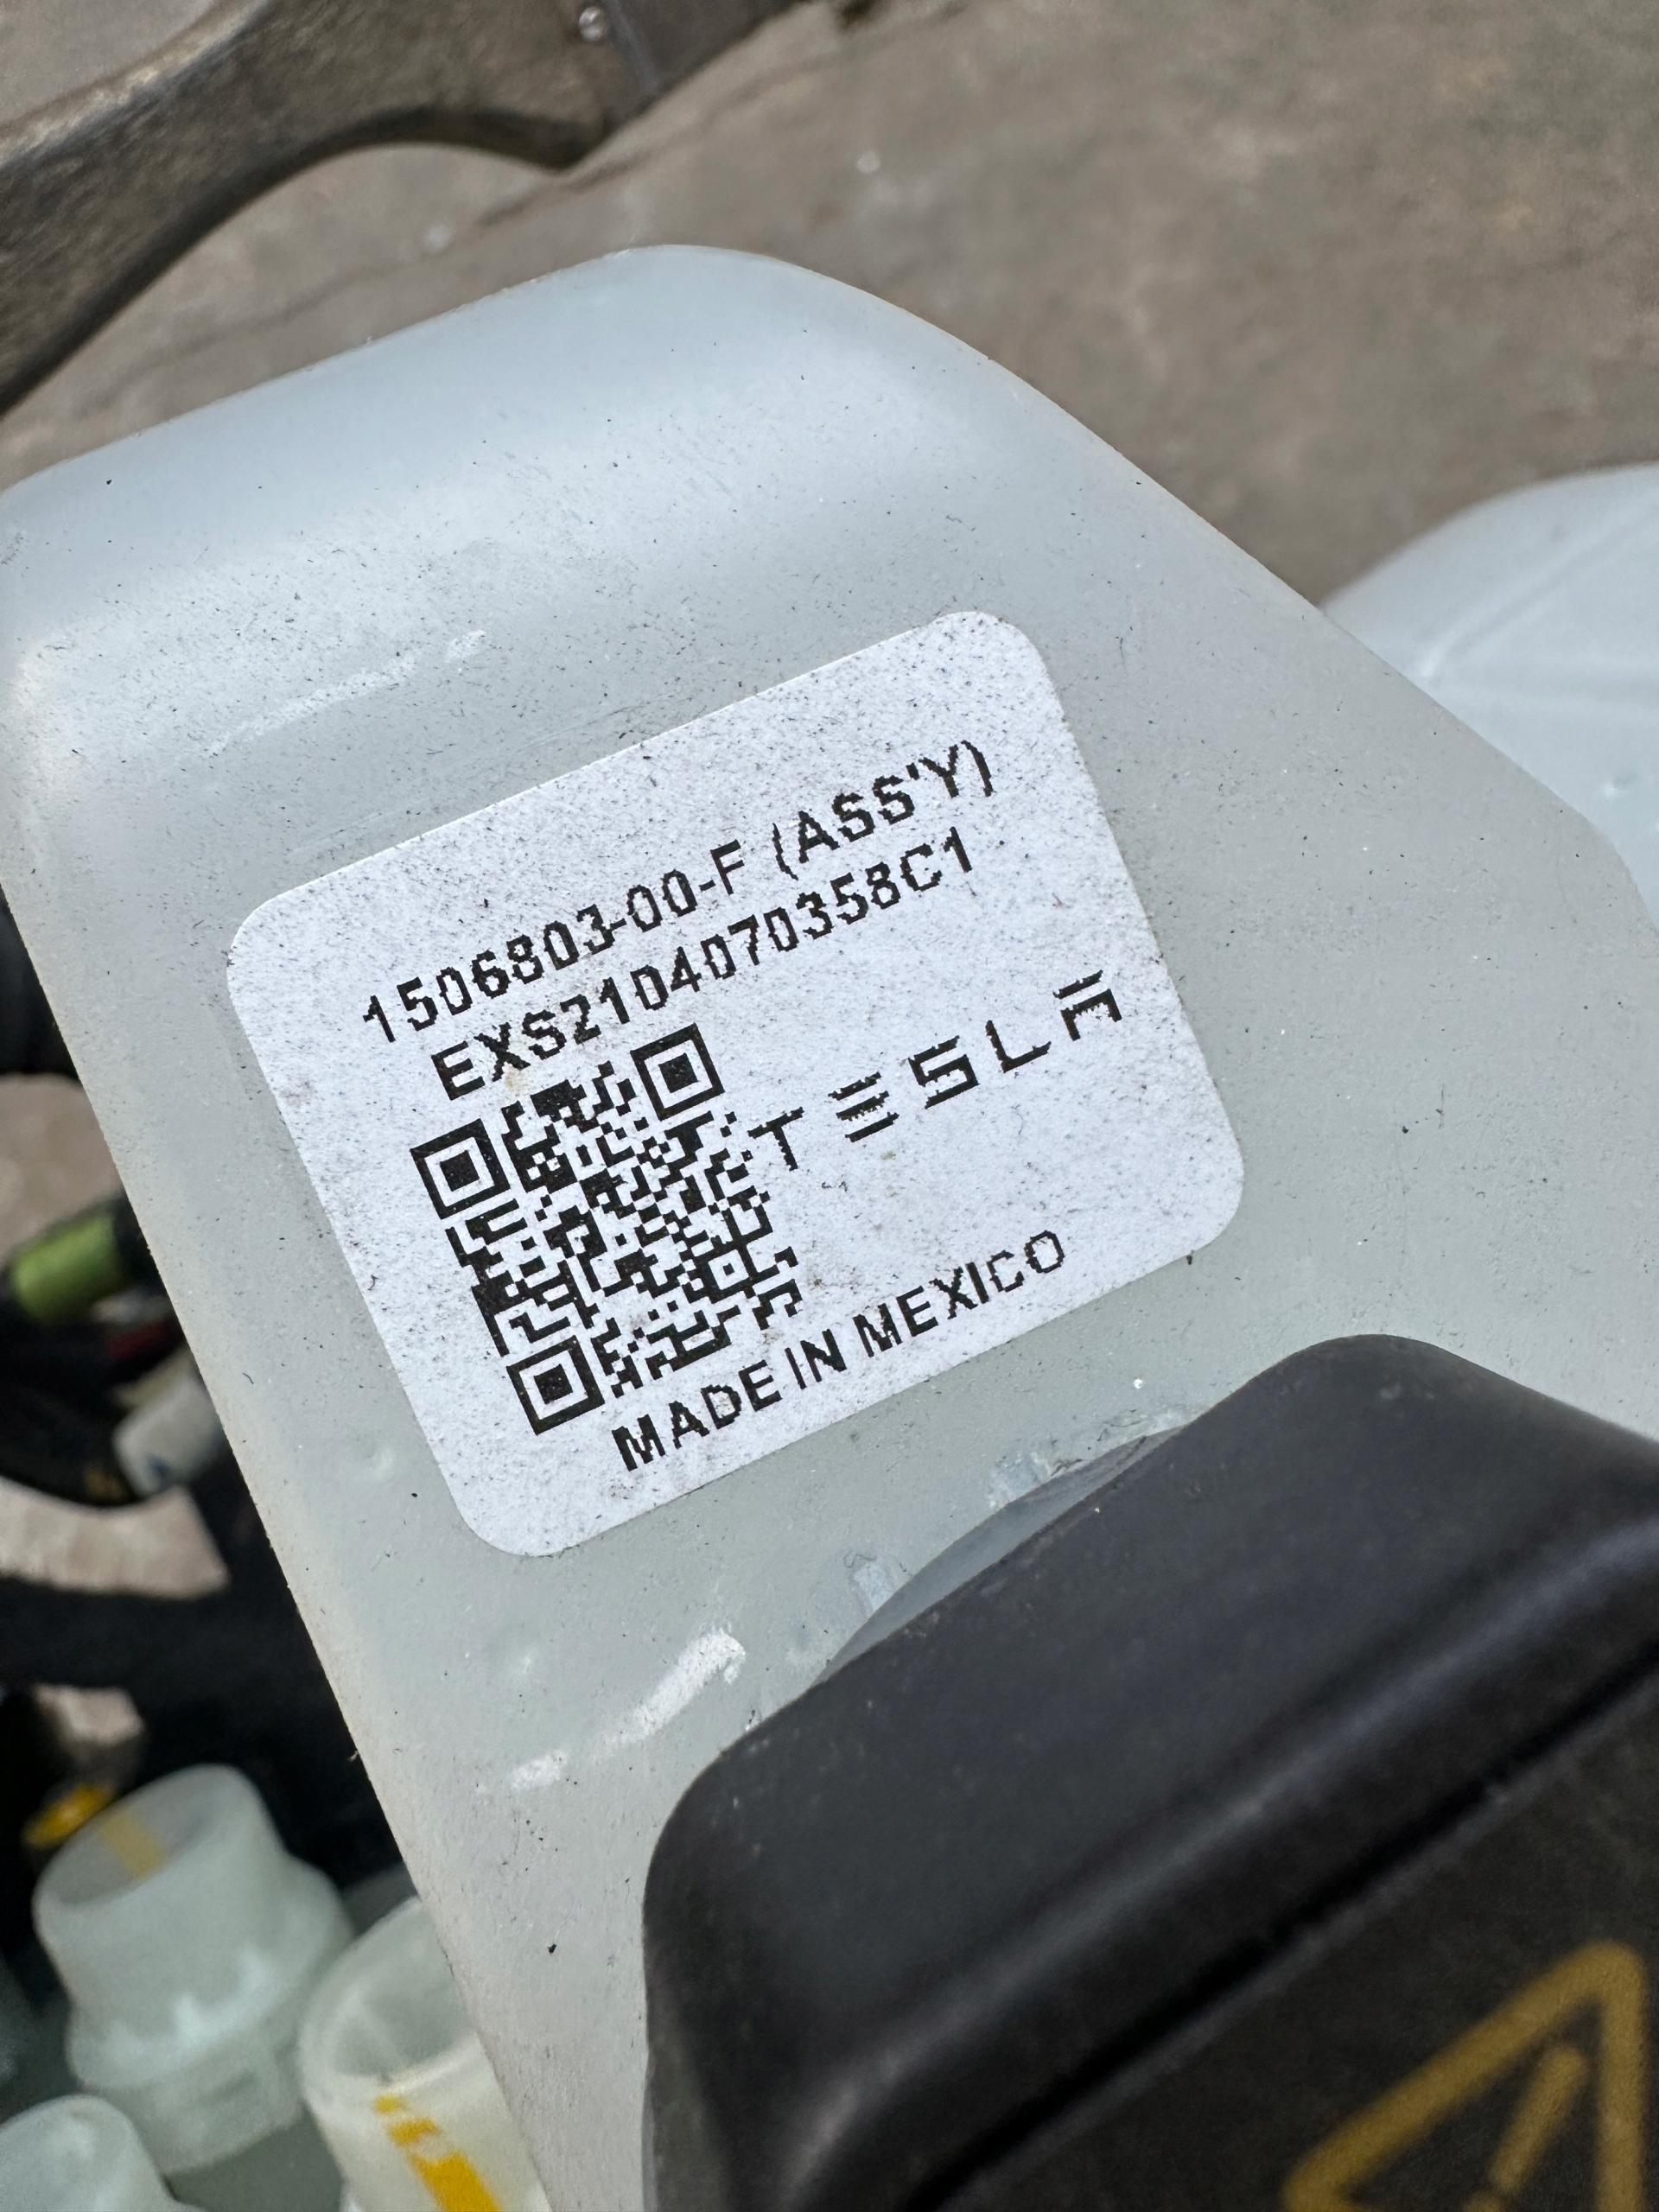 1506803-00-F (ASS'Y)
EXS2104070358C1
TESLA
MADE IN MEXICO